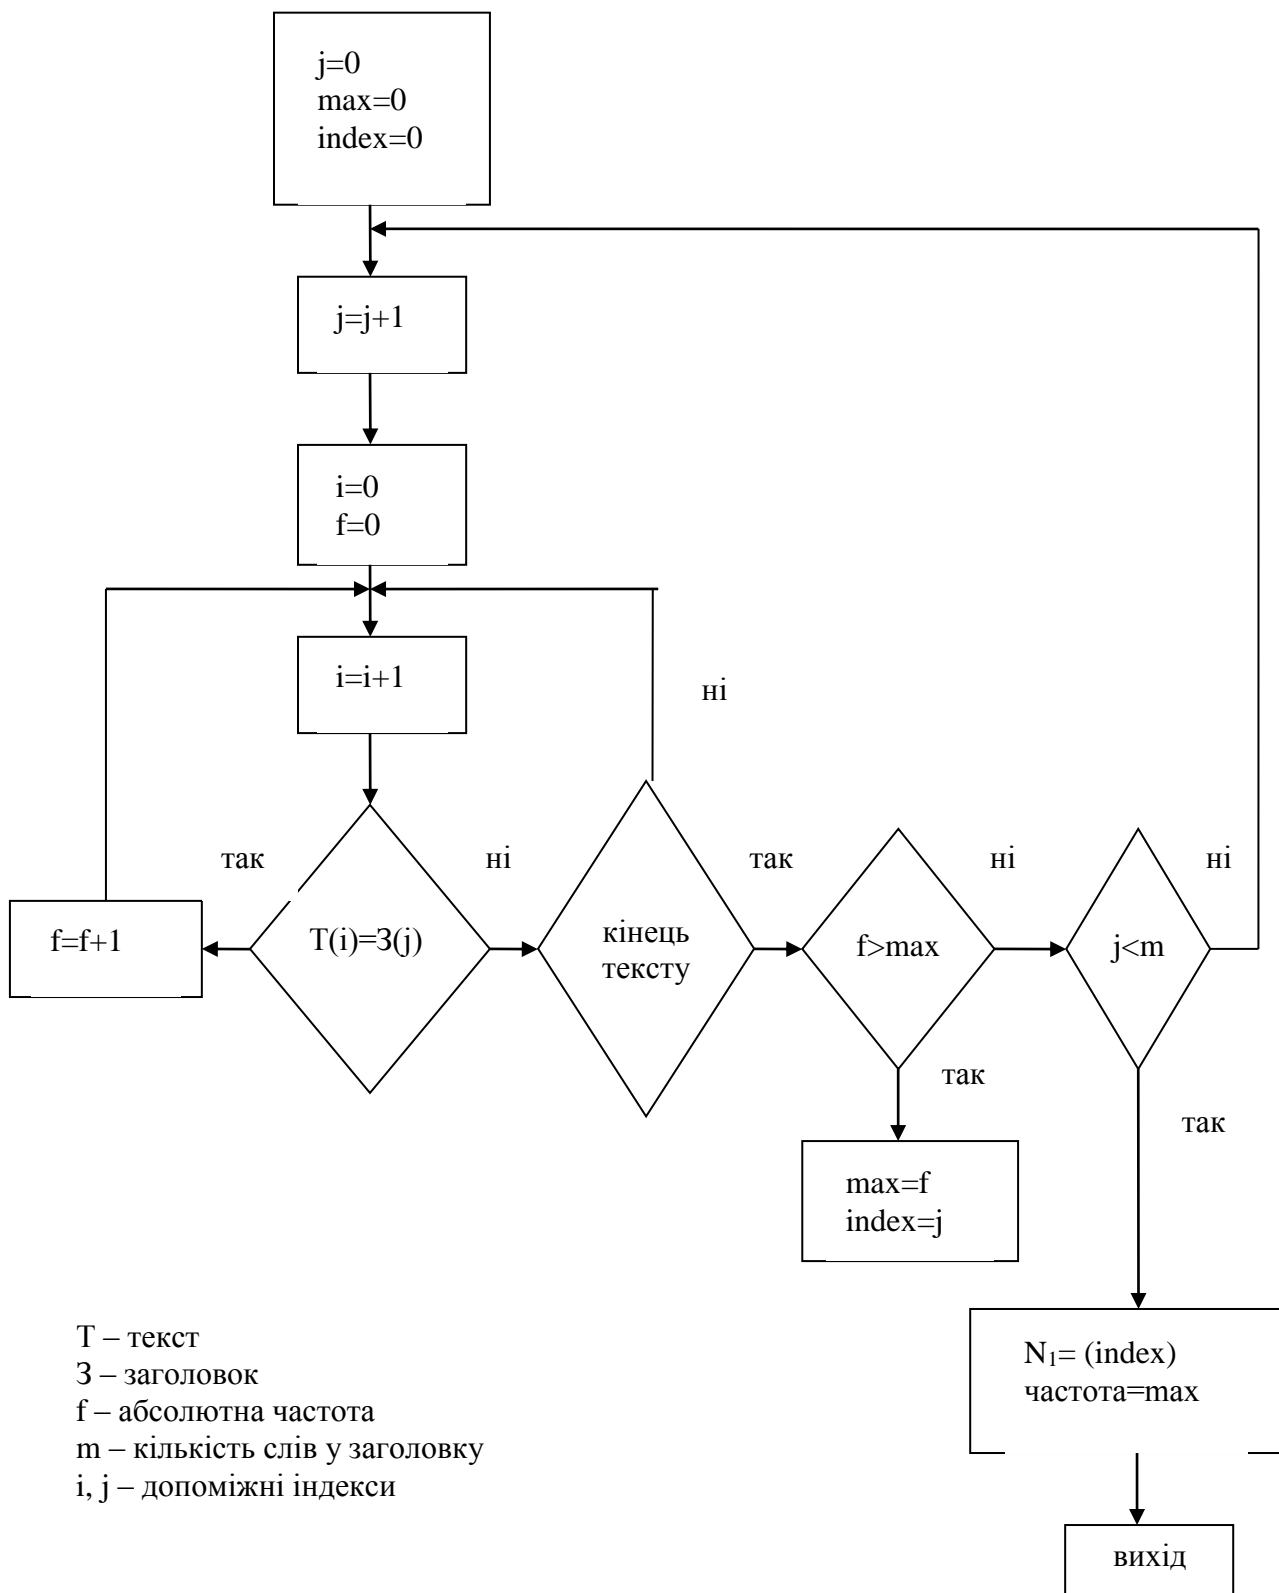 j=0
max=0
index=0
j=j+1
i=0
f=0
i=i+1
ні
так
ні
так
ні
ні
f=f+1
Т(i)=З(j)
кінець
тексту
f>max
j<m
так
так
max=f
index=j
N₁= (index)
частота=max
Т – текст
З – заголовок
f – абсолютна частота
m – кількість слів у заголовку
i, j – допоміжні індекси
вихід